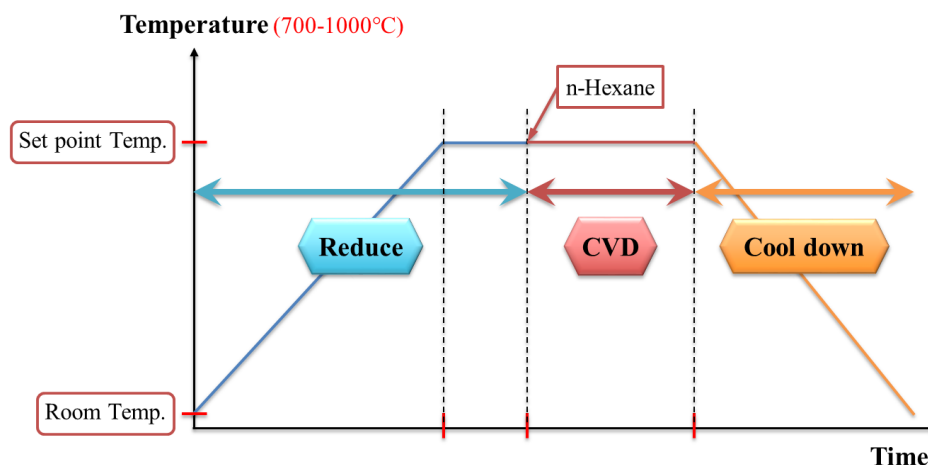 Temperature (700-1000℃)
n-Hexane
Set point Temp.
Reduce
CVD
Cool down
Room Temp.
Time